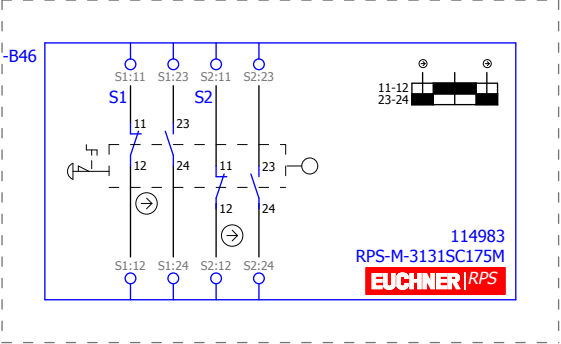 -B46
S1:11 S1:23 S2:11 S2:23
S1 S2
11-12
23-24
11 23
12 24
11 23
12 24
S1:12 S1:24 S2:12 S2:24
114983
RPS-M-3131SC175M
EUCHNER RPS